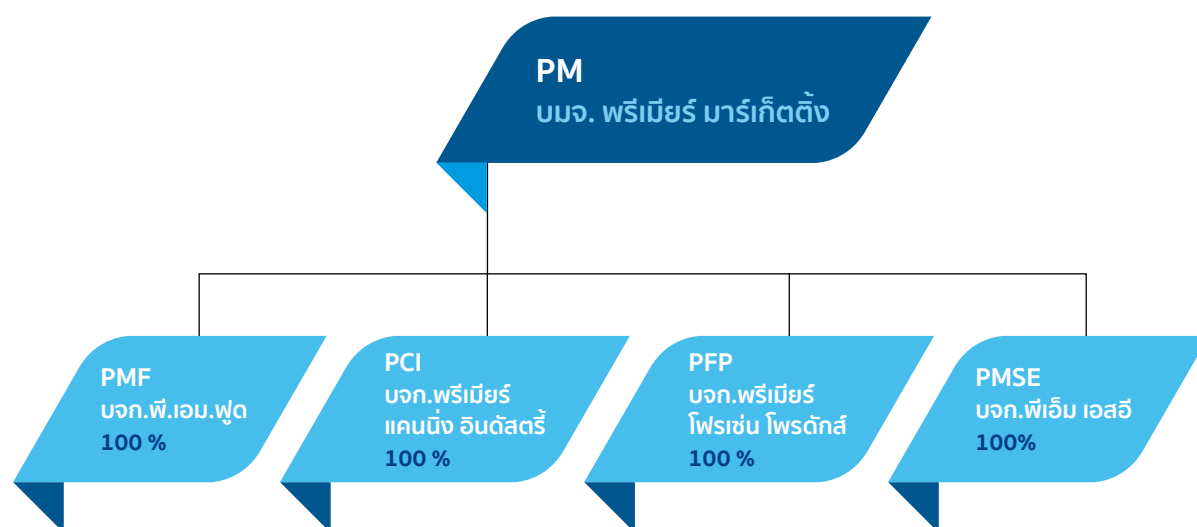 PM
บมจ. พรีเมียร์ มาร์เก็ตติ้ง
PMF
บจก.พี.เอม.ฟูด
100 %
PCI
บจก.พรีเมียร์
แคนนิ่ง อินดัสตรี้
100 %
PFP
บจก.พรีเมียร์
โฟรเซ่น โพรดักส์
100 %
PMSE
บจก.พีเอ็ม เอสอี
100%